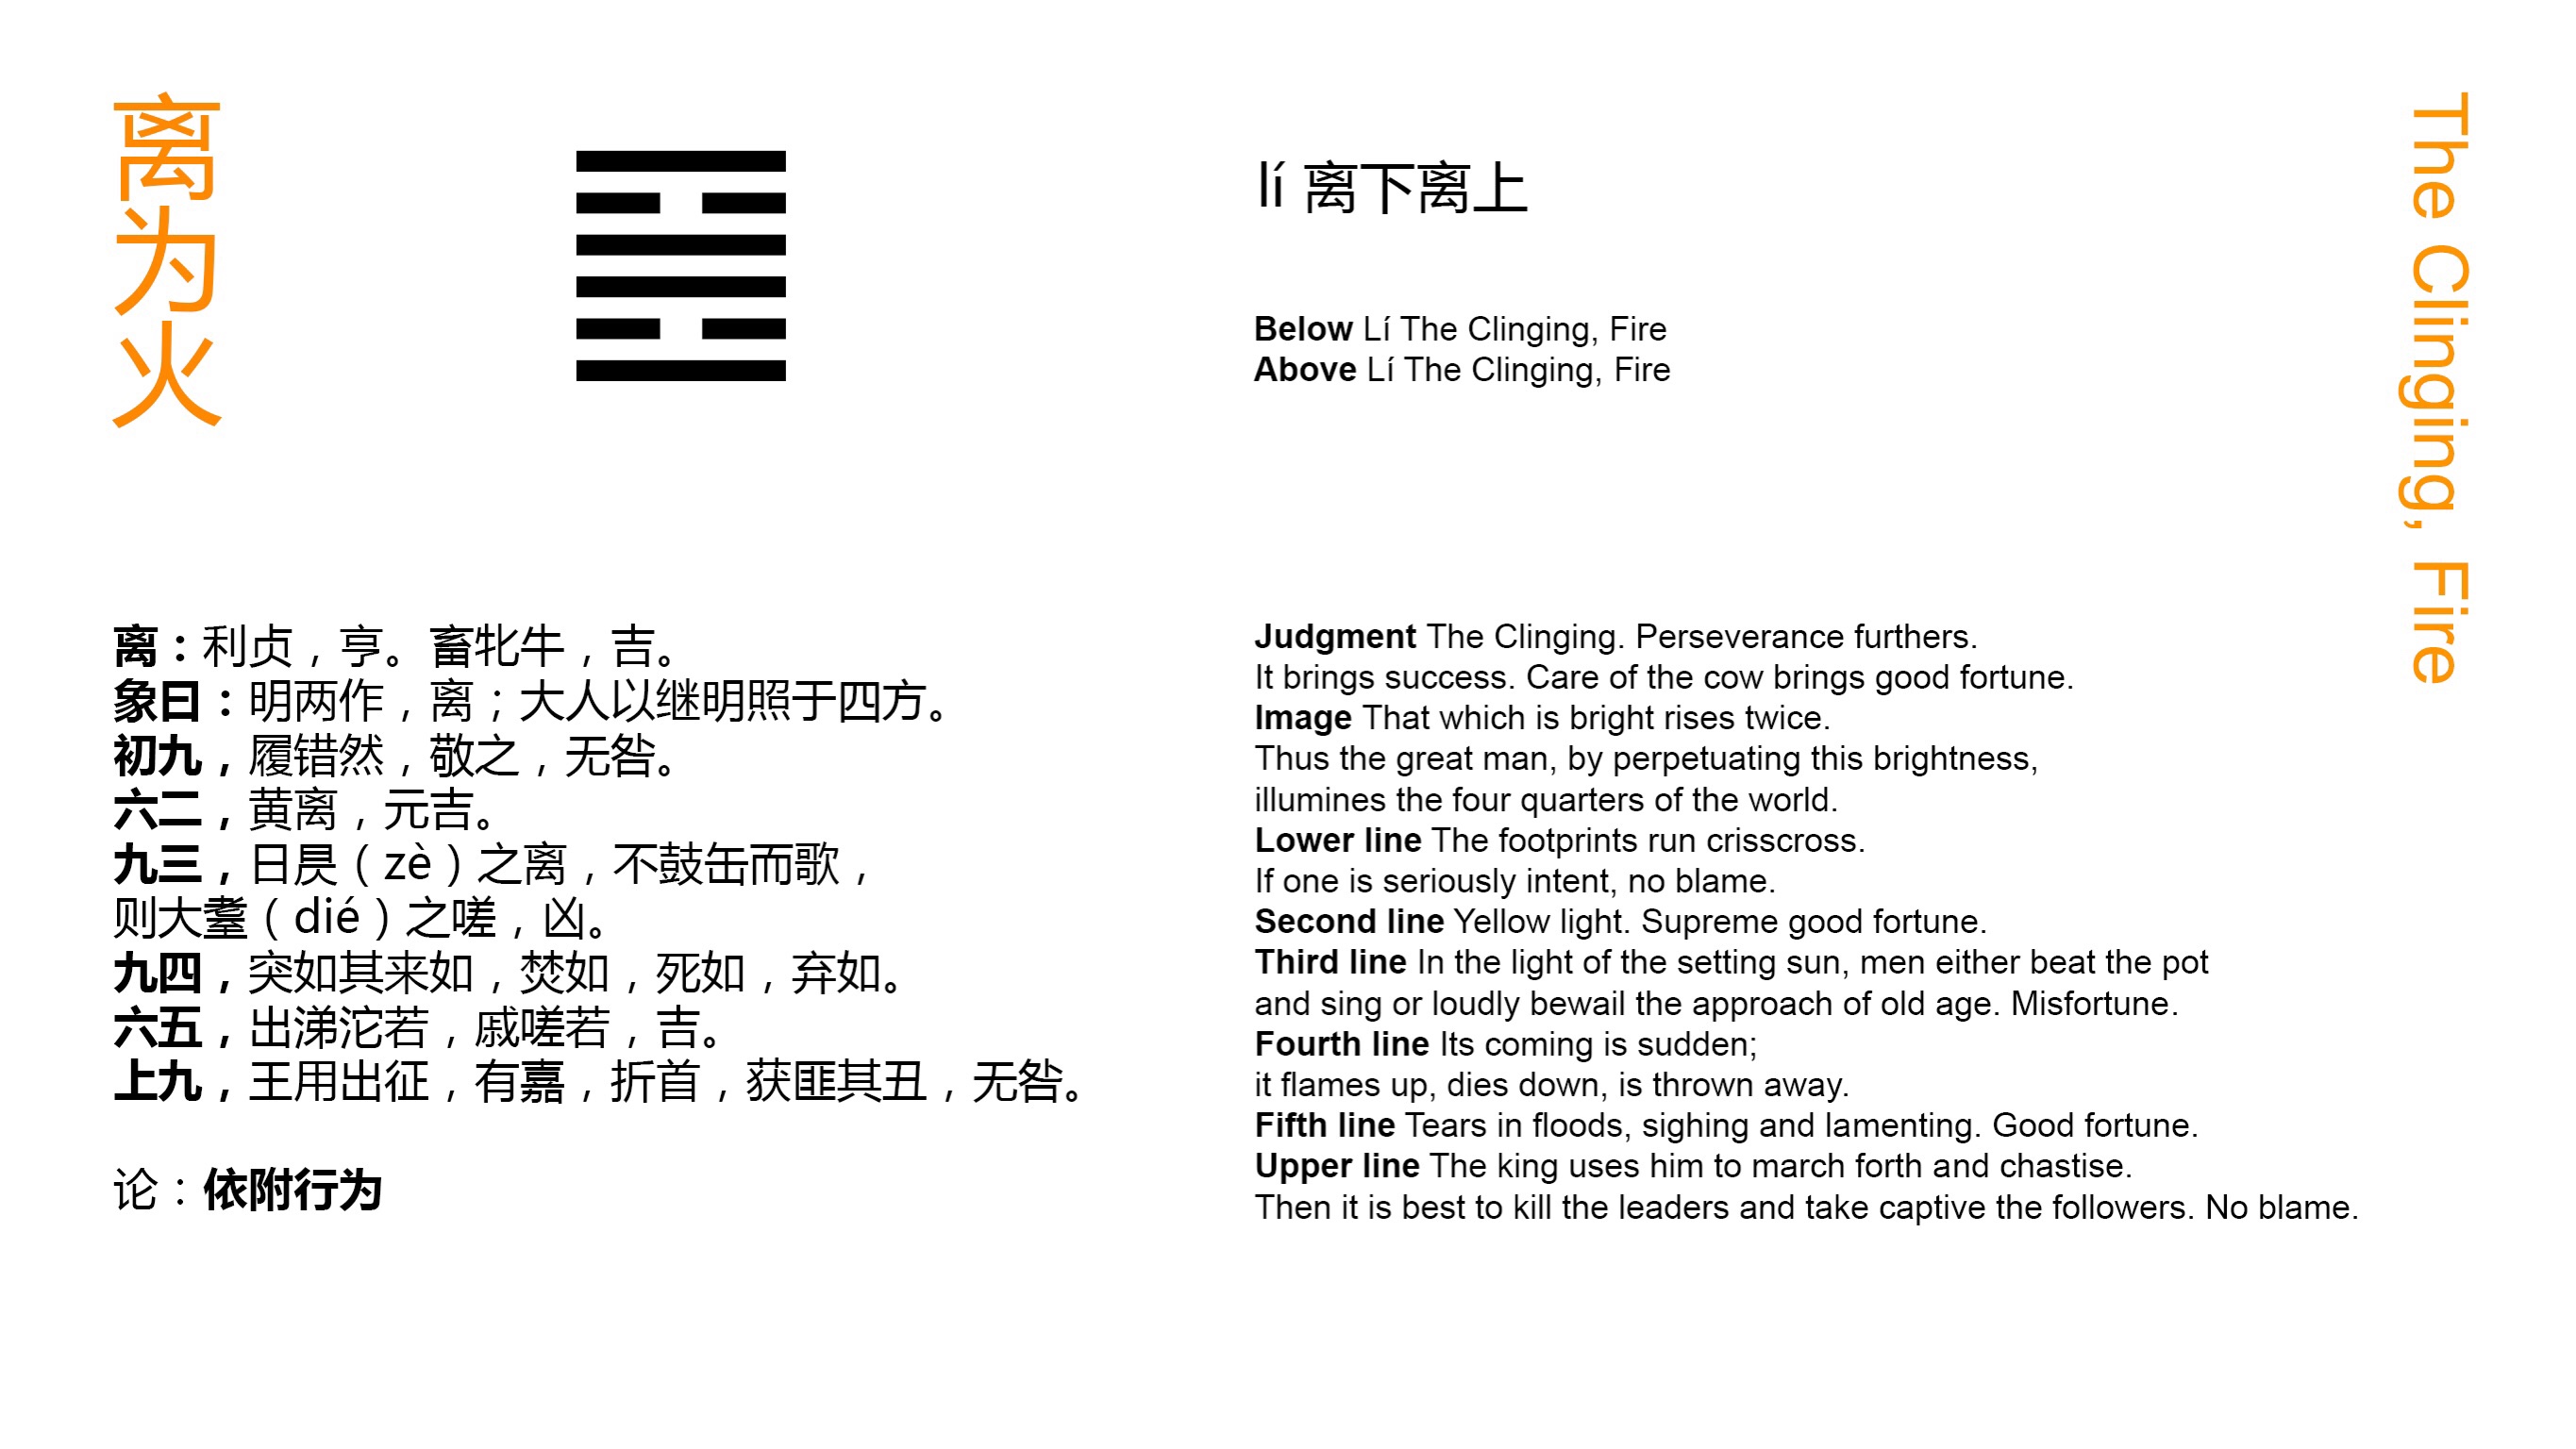 离为火
lí 离下离上
Below Lí The Clinging, Fire
Above Lí The Clinging, Fire
The Clinging, Fire
离：利贞，亨。畜牝牛，吉。
象曰：明两作，离；大人以继明照于四方。
初九，履错然，敬之，无咎。
六二，黄离，元吉。
九三，日昃（zè）之离，不鼓缶而歌，
则大耋（dié）之嗟，凶。
九四，突如其来如，焚如，死如，弃如。
六五，出涕沱若，戚嗟若，吉。
上九，王用出征，有嘉，折首，获匪其丑，无咎。
论：依附行为
Judgment The Clinging. Perseverance furthers.
It brings success. Care of the cow brings good fortune.
Image That which is bright rises twice.
Thus the great man, by perpetuating this brightness,
illumines the four quarters of the world.
Lower line The footprints run crisscross.
If one is seriously intent, no blame.
Second line Yellow light. Supreme good fortune.
Third line In the light of the setting sun, men either beat the pot
and sing or loudly bewail the approach of old age. Misfortune.
Fourth line Its coming is sudden;
it flames up, dies down, is thrown away.
Fifth line Tears in floods, sighing and lamenting. Good fortune.
Upper line The king uses him to march forth and chastise.
Then it is best to kill the leaders and take captive the followers. No blame.